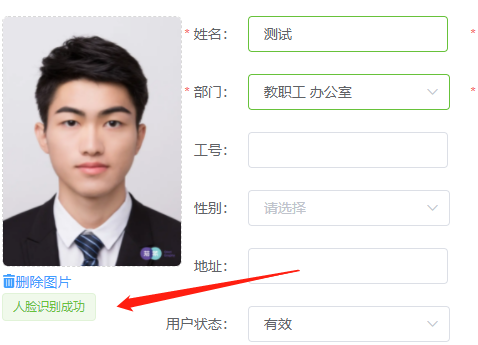 * 姓名： 测试 *
* 部门： 教职工 办公室 *
工号：
性别： 请选择
地址：
删除图片
人脸识别成功
用户状态： 有效